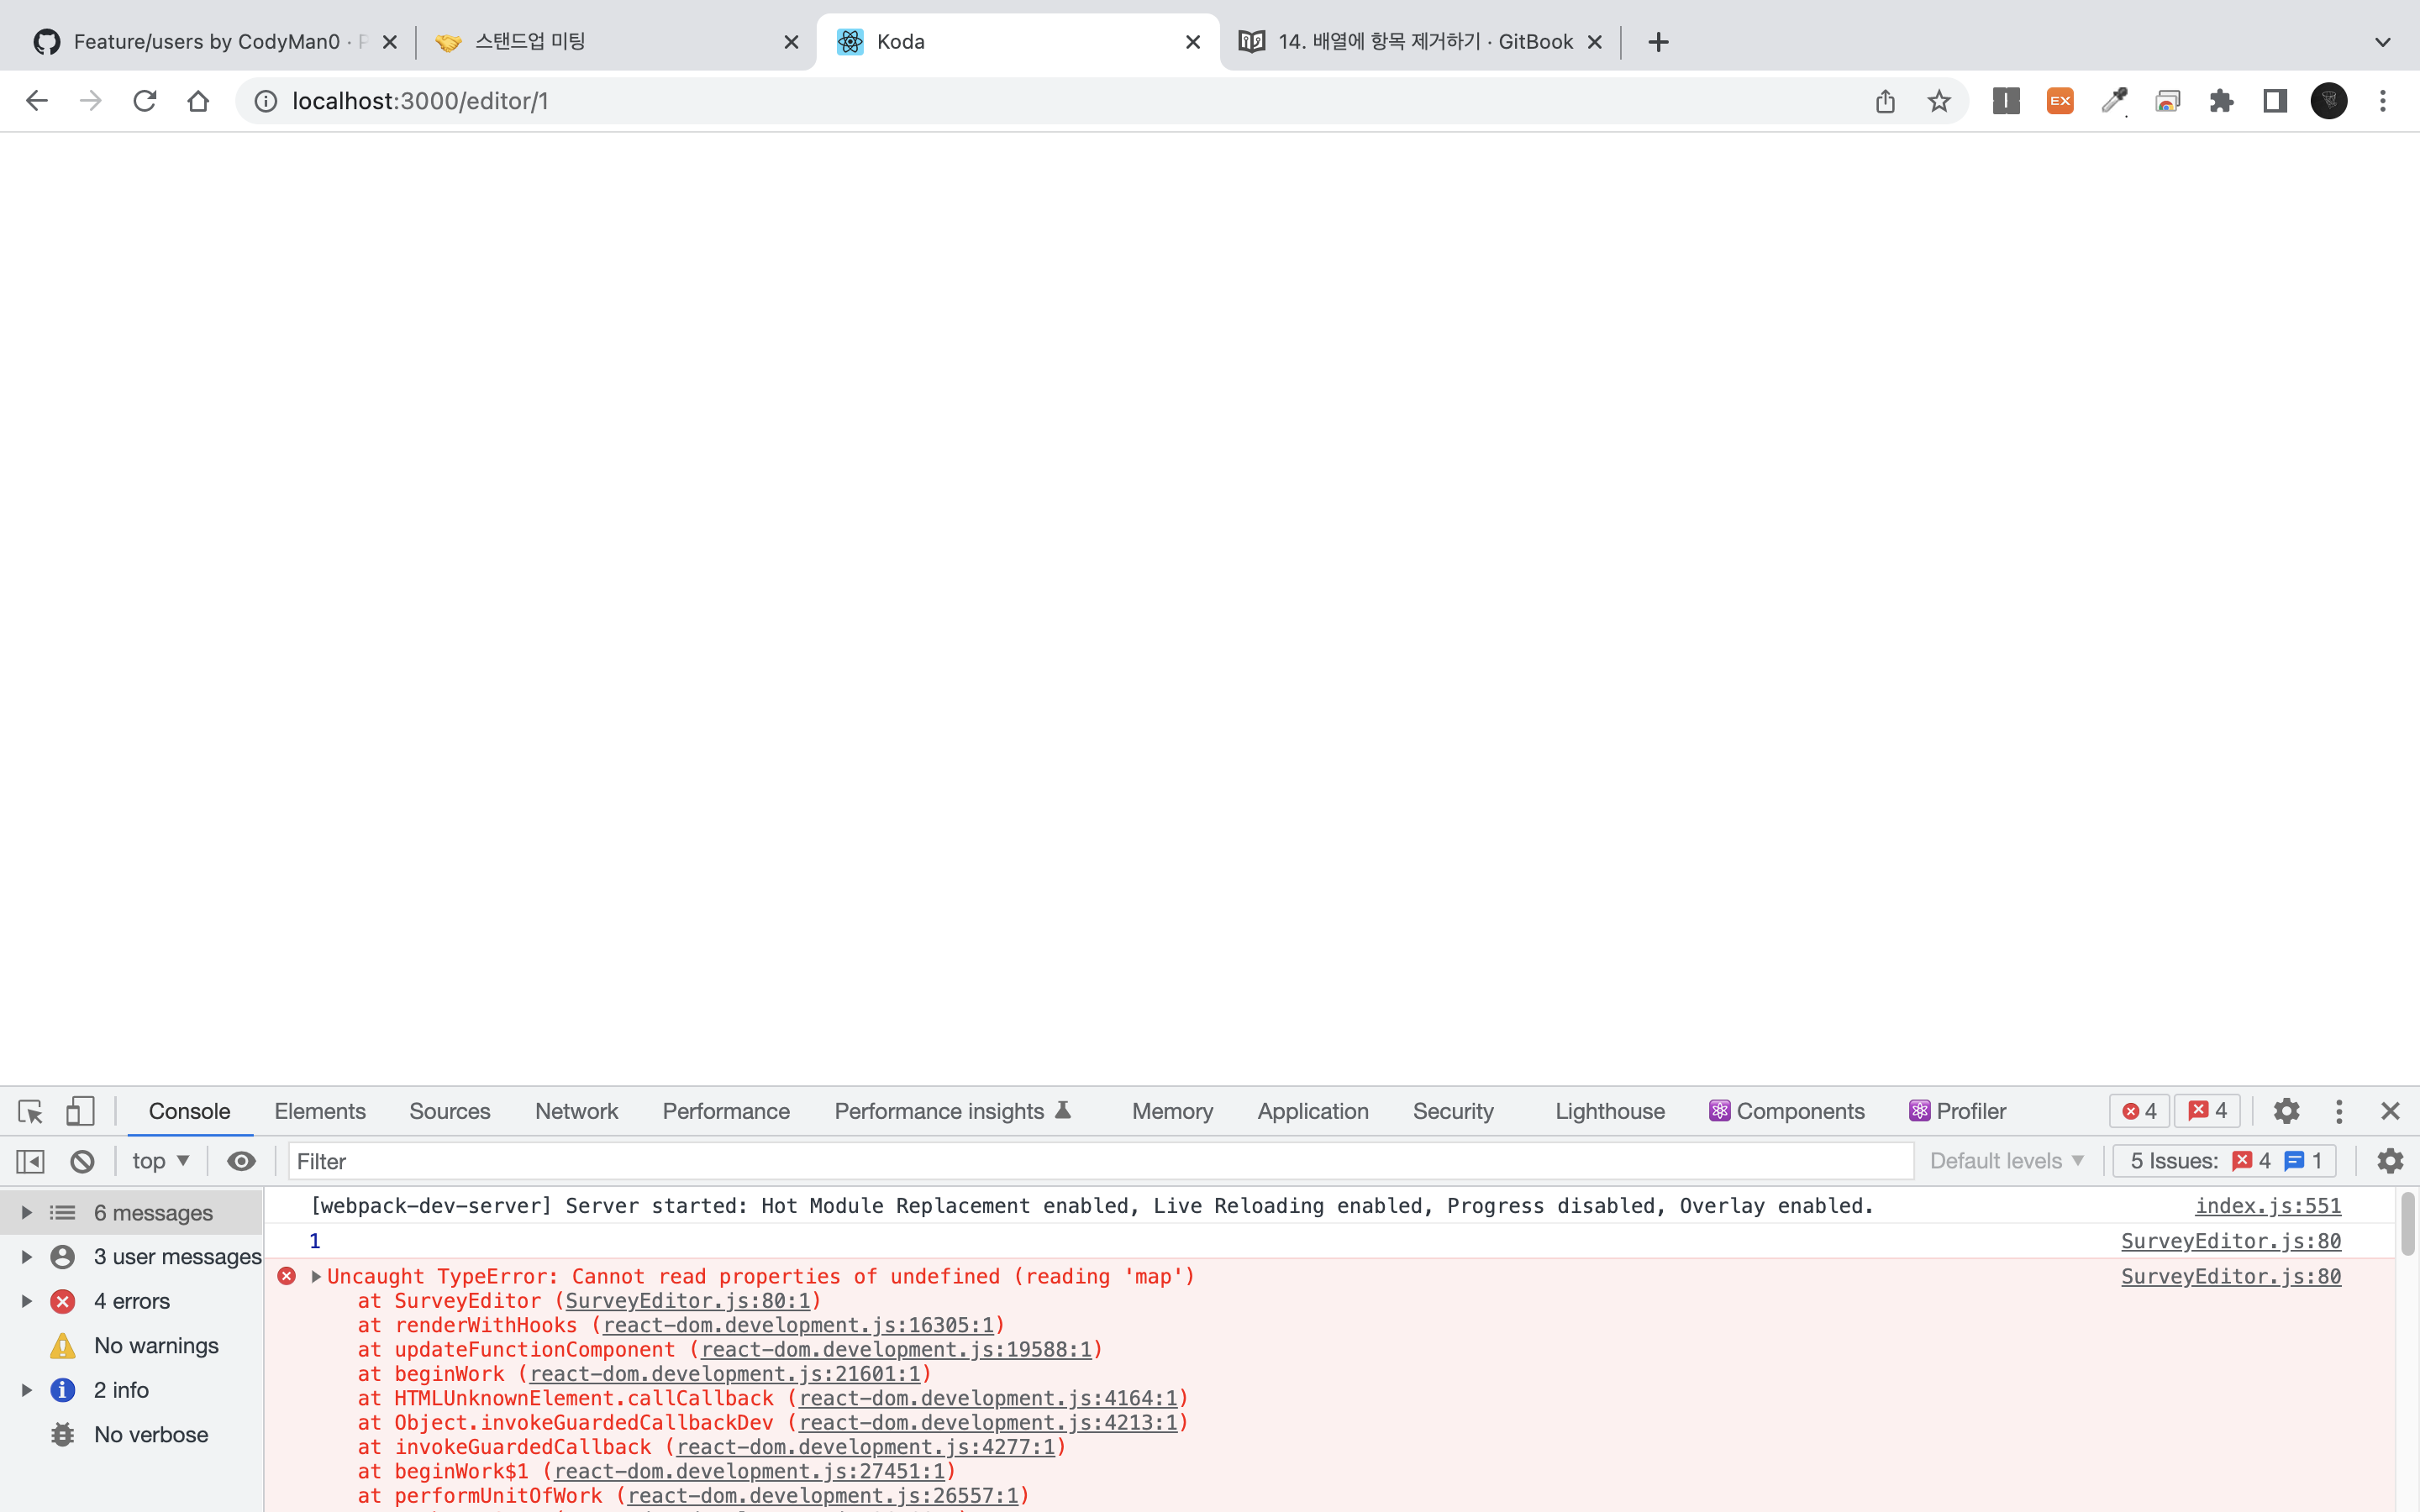 Feature/users by CodyMan0 · P
스탠드업 미팅
Koda
14. 배열에 항목 제거하기 · GitBook
localhost:3000/editor/1
EX
Console Elements Sources Network Performance Performance insights Memory Application Security Lighthouse Components Profiler 4 4
top Filter Default levels 5 Issues: 4 1
6 messages
3 user messages
4 errors
No warnings
2 info
No verbose
[webpack-dev-server] Server started: Hot Module Replacement enabled, Live Reloading enabled, Progress disabled, Overlay enabled. index.js:551
1 SurveyEditor.js:80
Uncaught TypeError: Cannot read properties of undefined (reading 'map') SurveyEditor.js:80
at SurveyEditor (SurveyEditor.js:80:1)
at renderWithHooks (react-dom.development.js:16305:1)
at updateFunctionComponent (react-dom.development.js:19588:1)
at beginWork (react-dom.development.js:21601:1)
at HTMLUnknownElement.callCallback (react-dom.development.js:4164:1)
at Object.invokeGuardedCallbackDev (react-dom.development.js:4213:1)
at invokeGuardedCallback (react-dom.development.js:4277:1)
at beginWork$1 (react-dom.development.js:27451:1)
at performUnitOfWork (react-dom.development.js:26557:1)